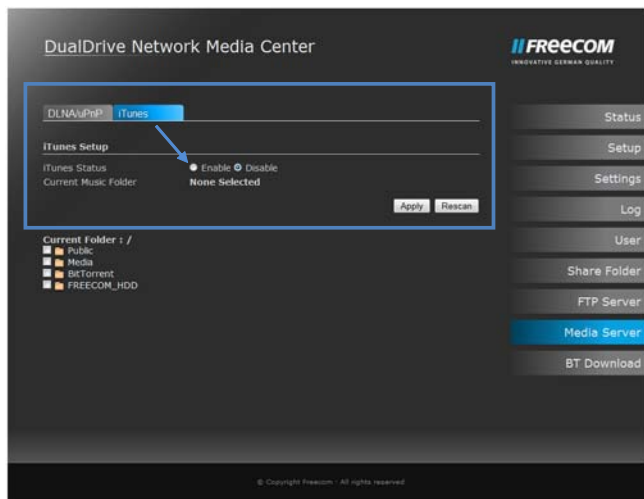 DualDrive Network Media Center
FREECOM
INNOVATIVE GERMAN QUALITY
DLNA/uPnP iTunes
iTunes Setup
iTunes Status Enable Disable
Current Music Folder None Selected
Apply Rescan
Current Folder : /
Public
Media
BitTorrent
FREECOM_HDD
Status
Setup
Settings
Log
User
Share Folder
FTP Server
Media Server
BT Download
© Copyright Freecom - All rights reserved